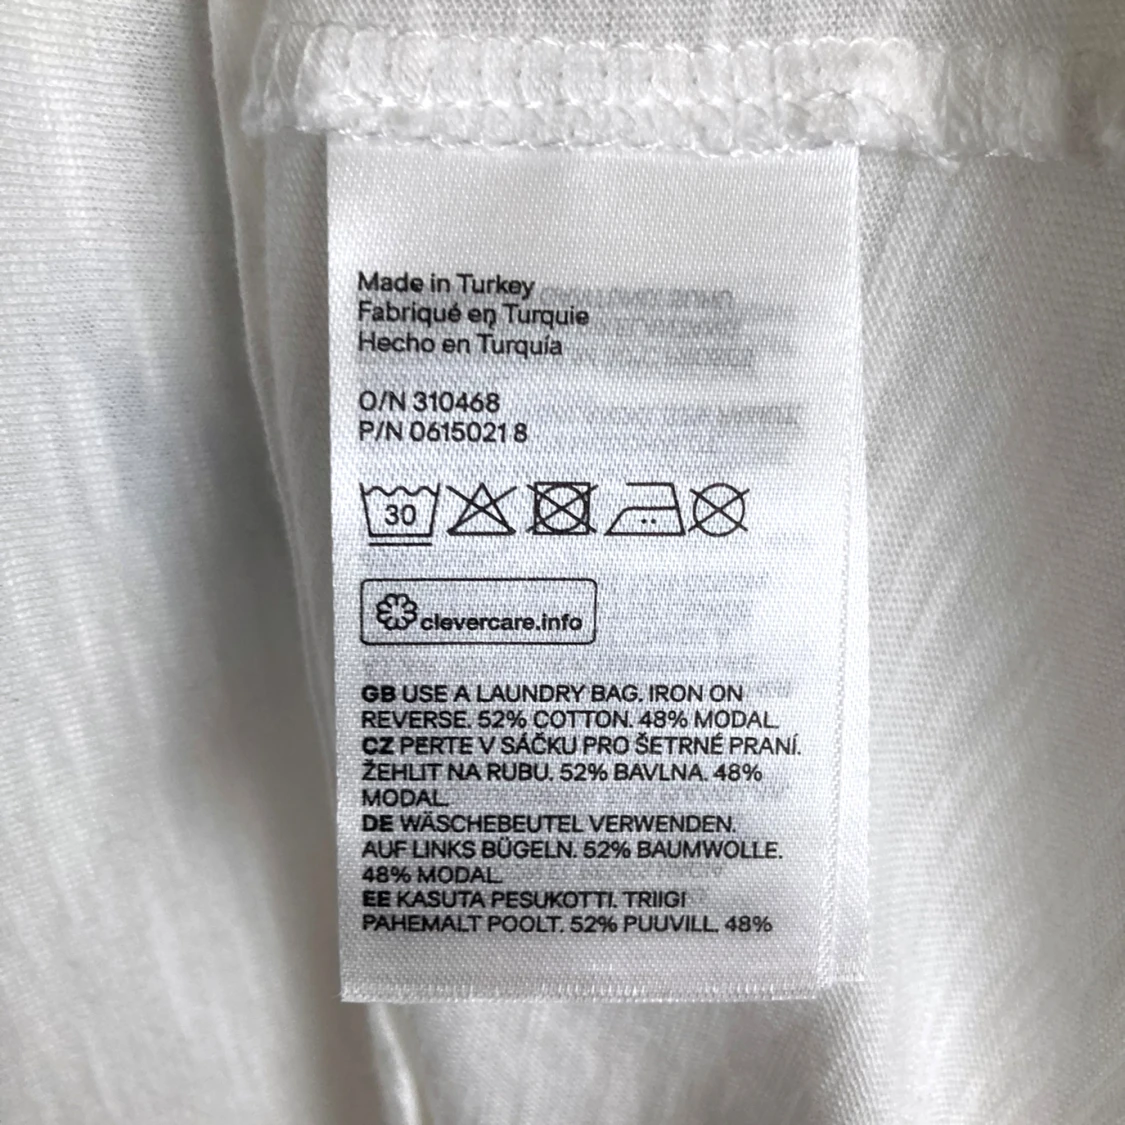 Made in Turkey
Fabriqué en Turquie
Hecho en Turquía
O/N 310468
P/N 0615021 8
30
clevercare.info
GB USE A LAUNDRY BAG. IRON ON
REVERSE. 52% COTTON. 48% MODAL.
CZ PERTE V SÁČKU PRO ŠETRNÉ PRANÍ.
ŽEHLIT NA RUBU. 52% BAVLNA. 48%
MODAL.
DE WÄSCHEBEUTEL VERWENDEN.
AUF LINKS BÜGELN. 52% BAUMWOLLE.
48% MODAL.
EE KASUTA PESUKOTTI. TRIIGI
PAHEMALT POOLT. 52% PUUVILL. 48%